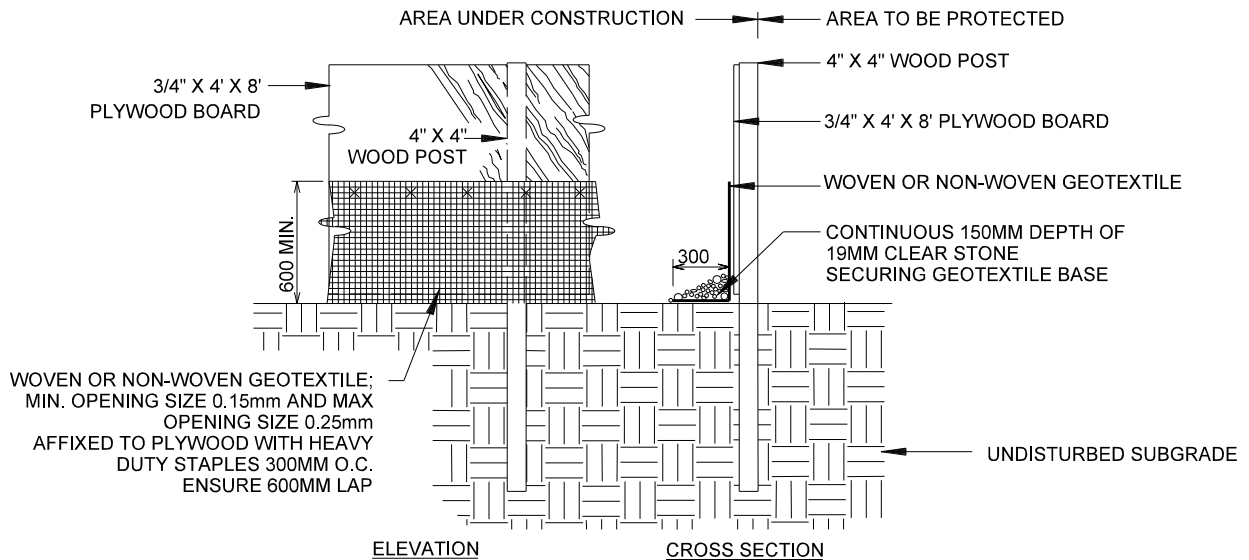 AREA UNDER CONSTRUCTION
AREA TO BE PROTECTED
3/4" X 4' X 8'
PLYWOOD BOARD
4" X 4"
WOOD POST
4" X 4" WOOD POST
3/4" X 4' X 8' PLYWOOD BOARD
WOVEN OR NON-WOVEN GEOTEXTILE
600 MIN.
300
CONTINUOUS 150MM DEPTH OF
19MM CLEAR STONE
SECURING GEOTEXTILE BASE
WOVEN OR NON-WOVEN GEOTEXTILE;
MIN. OPENING SIZE 0.15mm AND MAX
OPENING SIZE 0.25mm
AFFIXED TO PLYWOOD WITH HEAVY
DUTY STAPLES 300MM O.C.
ENSURE 600MM LAP
UNDISTURBED SUBGRADE
ELEVATION
CROSS SECTION